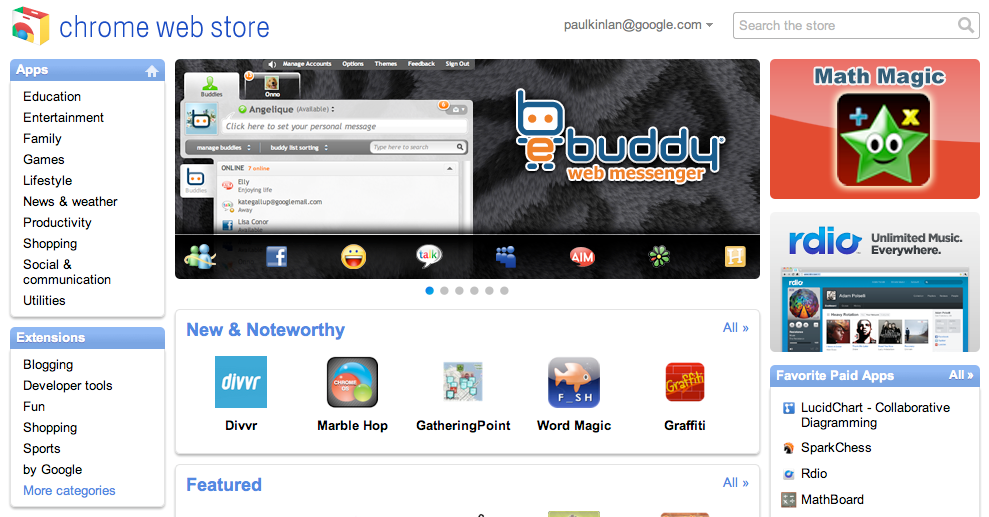 chrome web store
paulkinlan@google.com
Search the store
Apps
Education
Entertainment
Family
Games
Lifestyle
News & weather
Productivity
Shopping
Social &
communication
Utilities
Extensions
Blogging
Developer tools
Fun
Shopping
Sports
by Google
More categories
Manage Accounts Options Themes Feedback Sign Out
Buddies
Onno
Angelique (Available)
Click here to set your personal message
manage buddies buddy list sorting Type here to search
Buddies
ONLINE 7 online
Elly
Enjoying life
kategallup@googlemail.com
Away
Lisa Conor
Available
ebuddy
web messenger
talk
AIM
New & Noteworthy All »
divvr
CHROME
OS
F_SH
Graffiti
Divvr
Marble Hop
GatheringPoint
Word Magic
Graffiti
Featured All »
Math Magic
+ x
rdio Unlimited Music.
Everywhere.
rdio
Adam Potwalk
Heavy Rotation
Favorite Paid Apps All »
LucidChart - Collaborative
Diagramming
SparkChess
Rdio
MathBoard